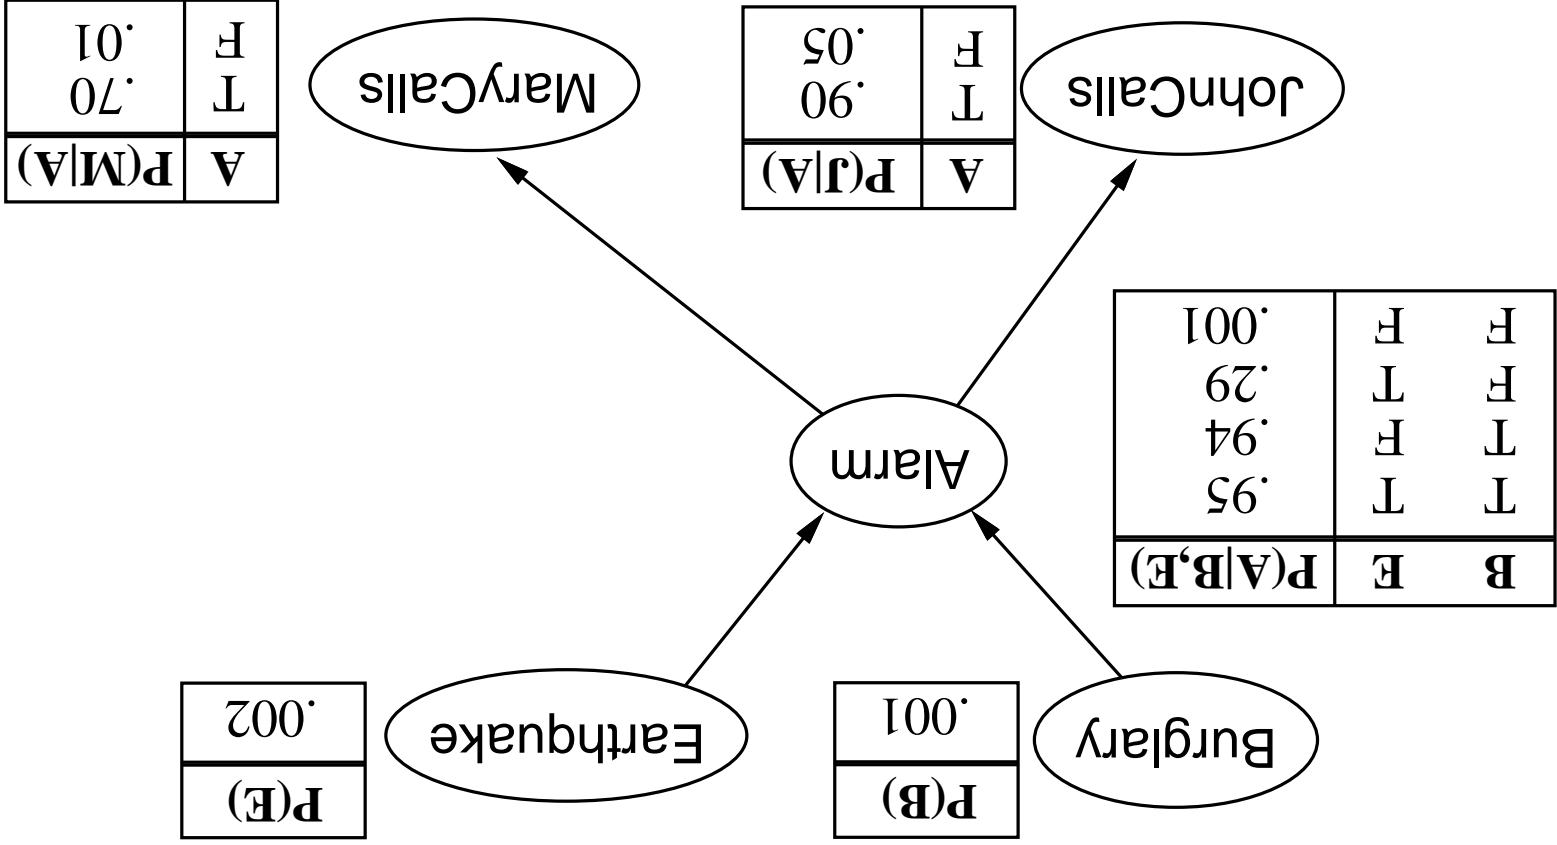 Burglary
P(B)
.001
Earthquake
P(E)
.002
B E P(A|B,E)
T T .95
T F .94
F T .29
F F .001
Alarm
JohnCalls
A P(J|A)
T .90
F .05
MaryCalls
A P(M|A)
T .70
F .01